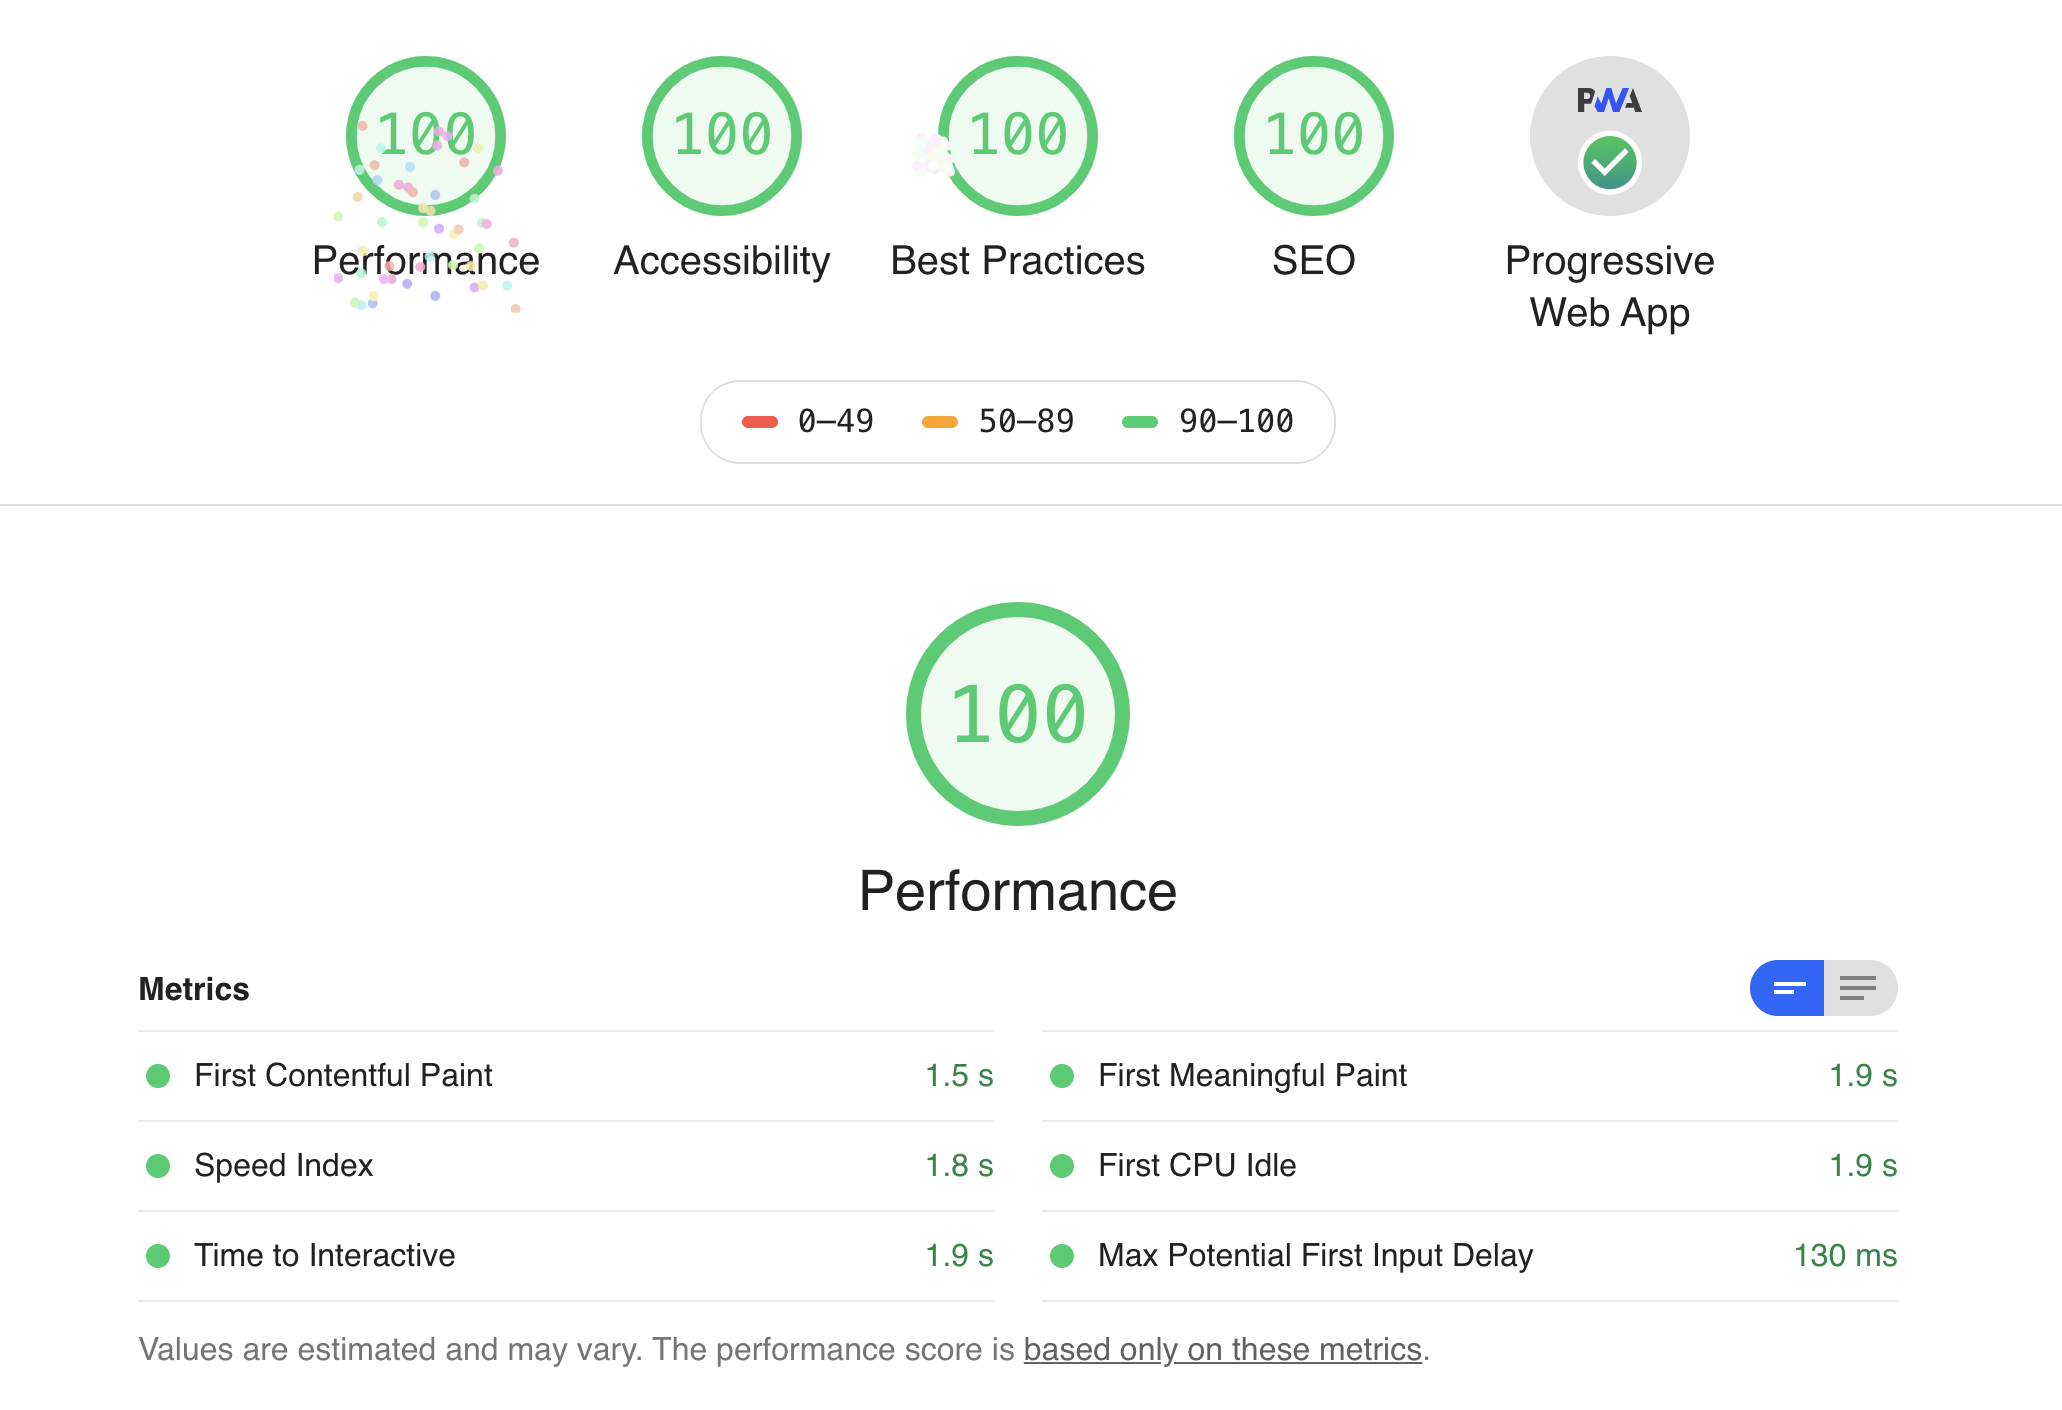 100 100 100 100 PWA
Performance Accessibility Best Practices SEO Progressive
Web App
0–49 50–89 90–100
100
Performance
Metrics
First Contentful Paint 1.5 s First Meaningful Paint 1.9 s
Speed Index 1.8 s First CPU Idle 1.9 s
Time to Interactive 1.9 s Max Potential First Input Delay 130 ms
Values are estimated and may vary. The performance score is based only on these metrics.